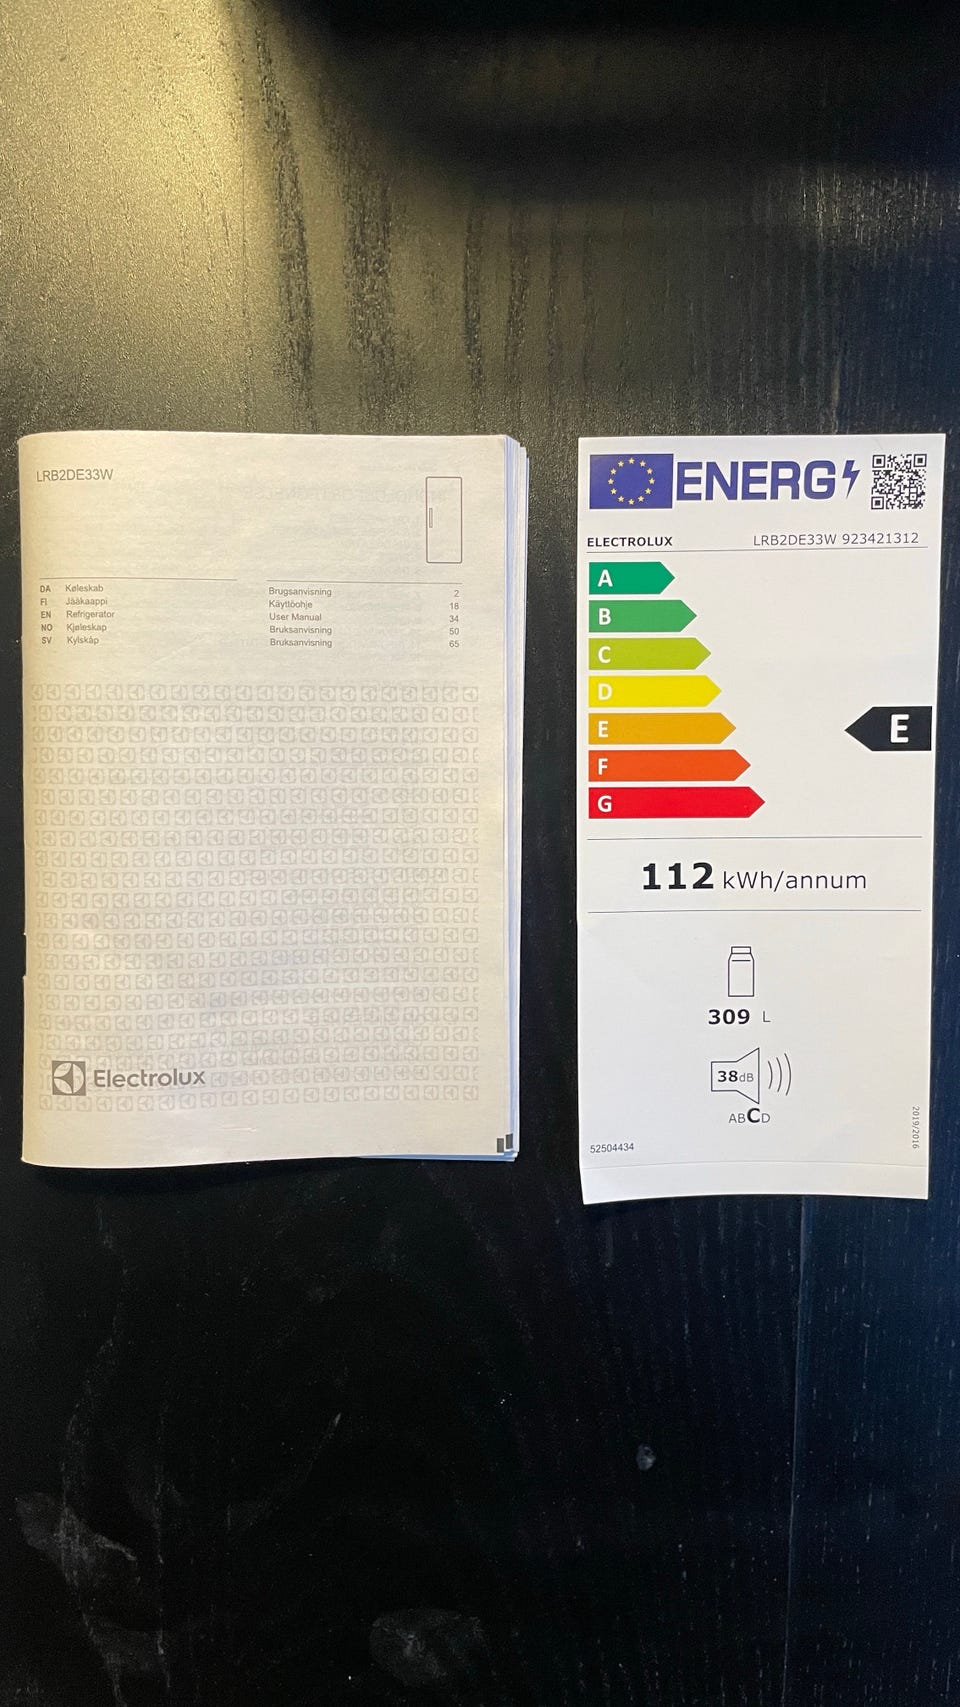 LRB2DE33W
DA Køleskab Brugsanvisning 2
FI Jääkaappi Käyttöohje 18
EN Refrigerator User Manual 34
NO Kjøleskap Bruksanvisning 50
SV Kylskåp Bruksanvisning 65
Electrolux
ENERG
ELECTROLUX LRB2DE33W 923421312
A
B
C
D
E
F
G
E
112 kWh/annum
309 L
38dB
ABCD
52504434
2019/2016